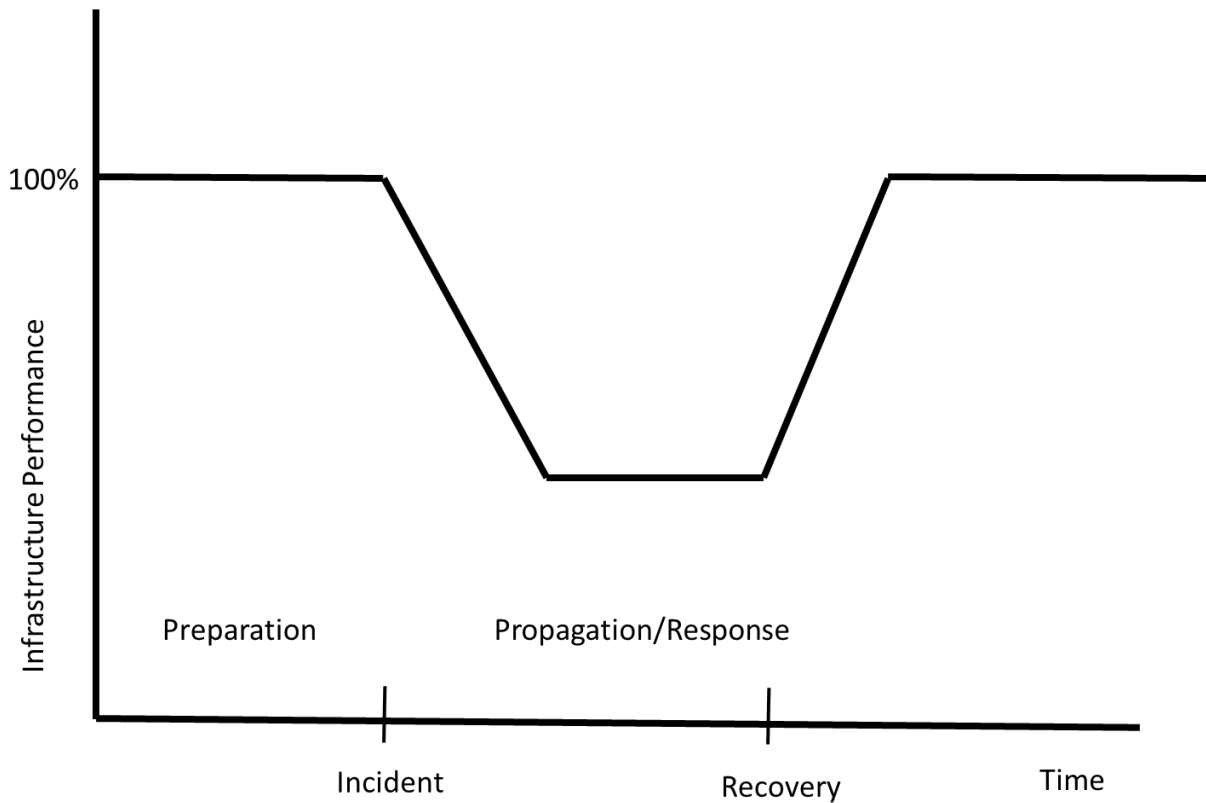 100%
Infrastructure Performance
Preparation
Propagation/Response
Incident
Recovery
Time